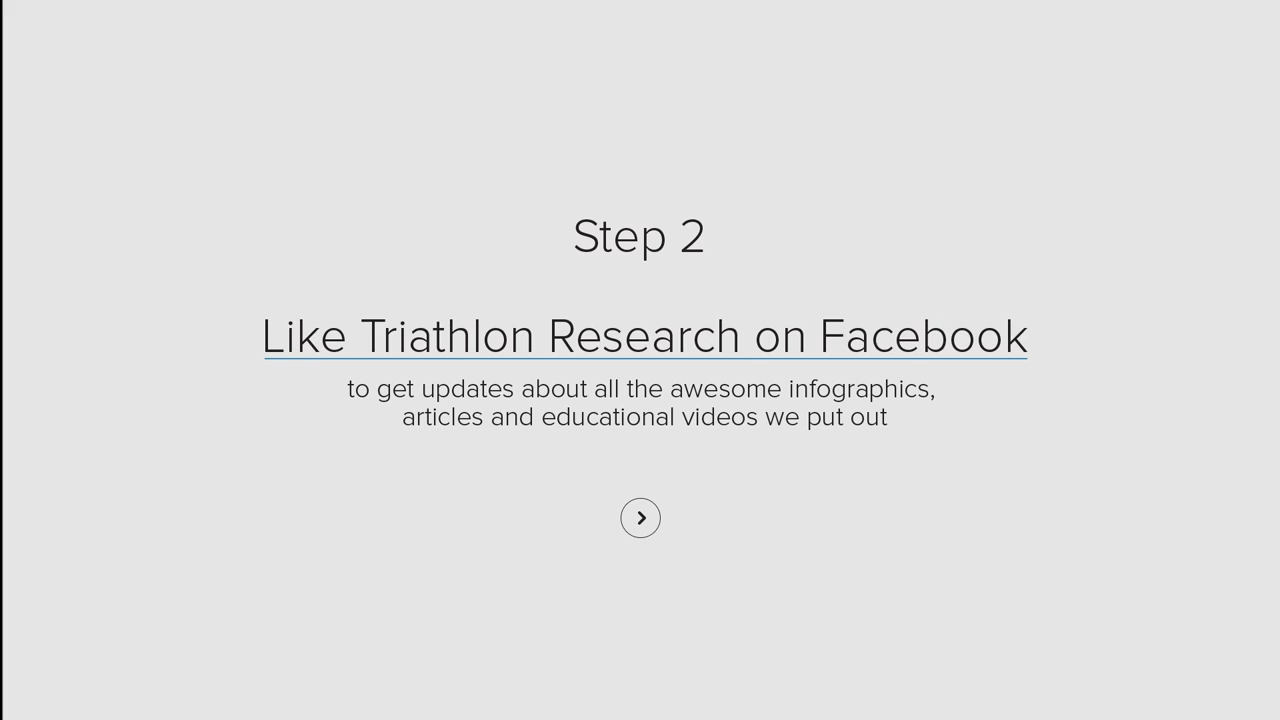 Step 2
Like Triathlon Research on Facebook
to get updates about all the awesome infographics,
articles and educational videos we put out